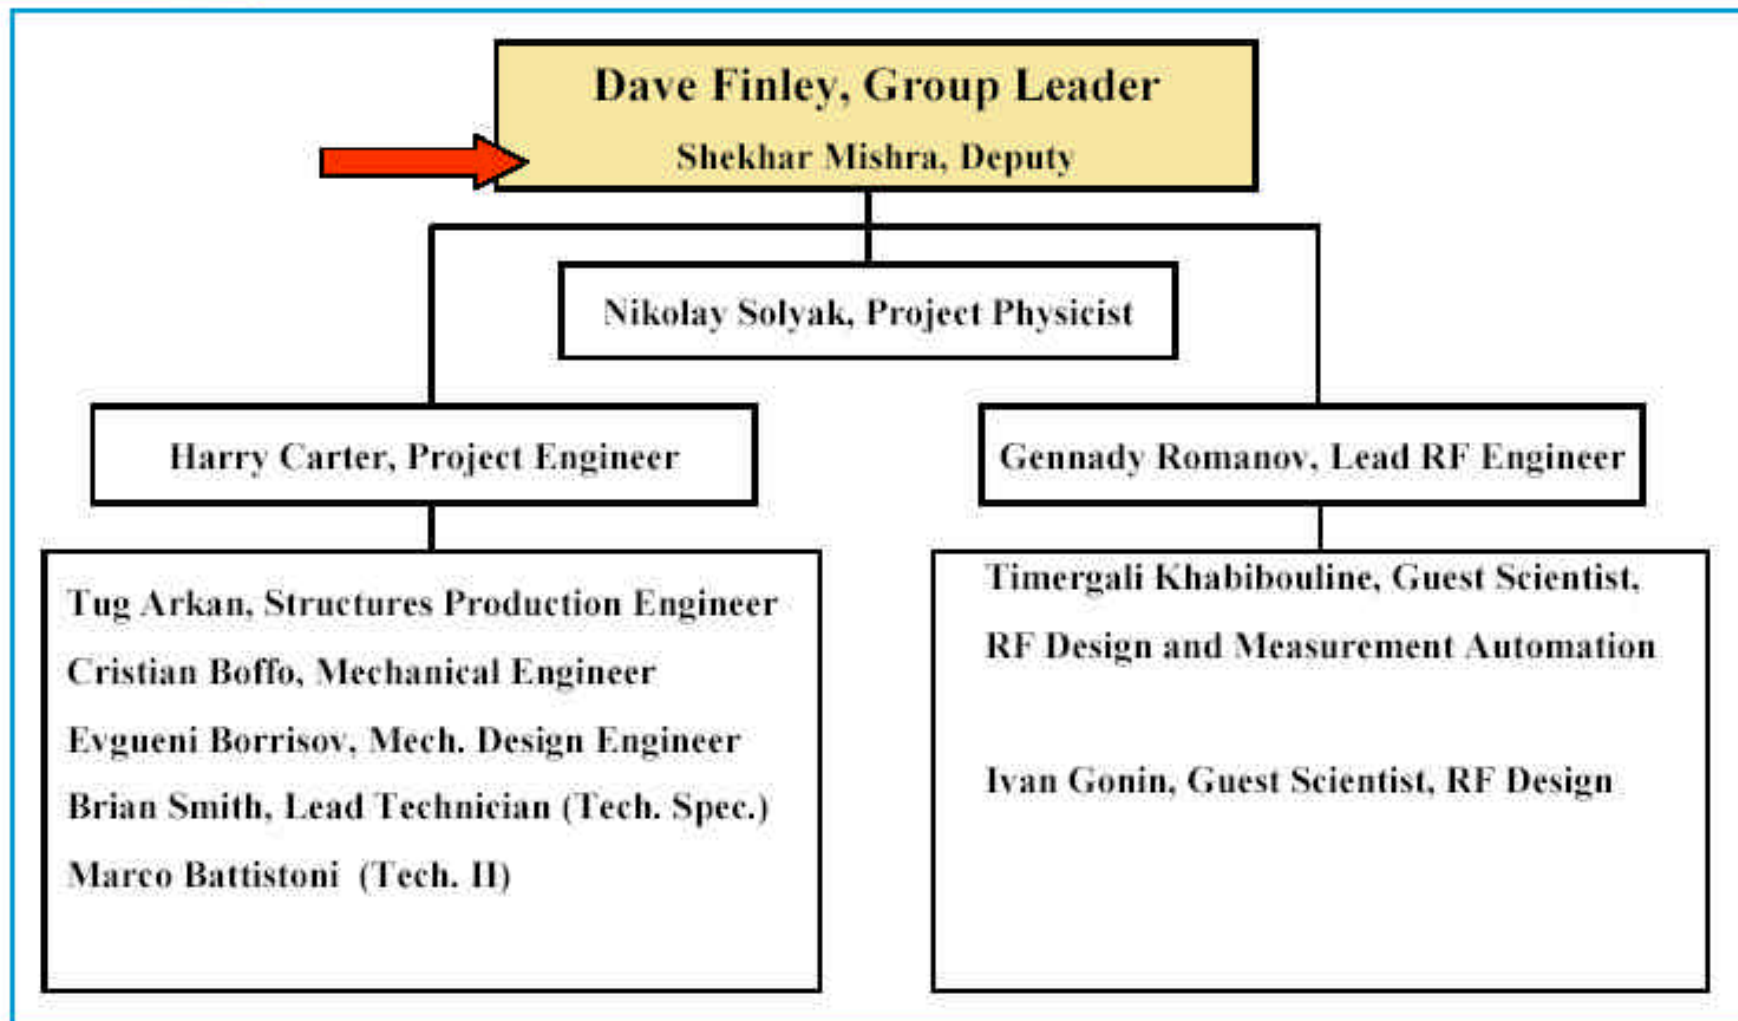 Dave Finley, Group Leader
Shekhar Mishra, Deputy
Nikolay Solyak, Project Physicist
Harry Carter, Project Engineer
Gennady Romanov, Lead RF Engineer
Tug Arkan, Structures Production Engineer
Cristian Boffo, Mechanical Engineer
Evgueni Borrisov, Mech. Design Engineer
Brian Smith, Lead Technician (Tech. Spec.)
Marco Battistoni (Tech. II)
Timergali Khabibouline, Guest Scientist,
RF Design and Measurement Automation
Ivan Gonin, Guest Scientist, RF Design